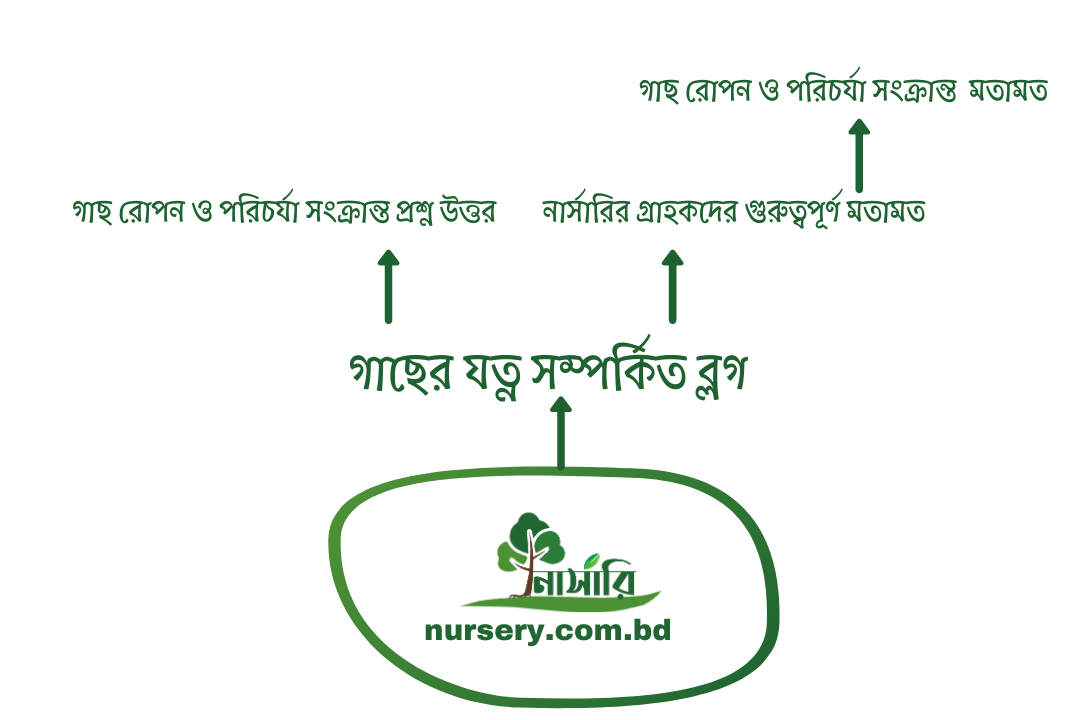 গাছ রোপন ও পরিচর্যা সংক্রান্ত মতামত
গাছ রোপন ও পরিচর্যা সংক্রান্ত প্রশ্ন উত্তর
নার্সারির গ্রাহকদের গুরুত্বপূর্ণ মতামত
গাছের যত্ন সম্পর্কিত ব্লগ
নার্সারি
nursery.com.bd